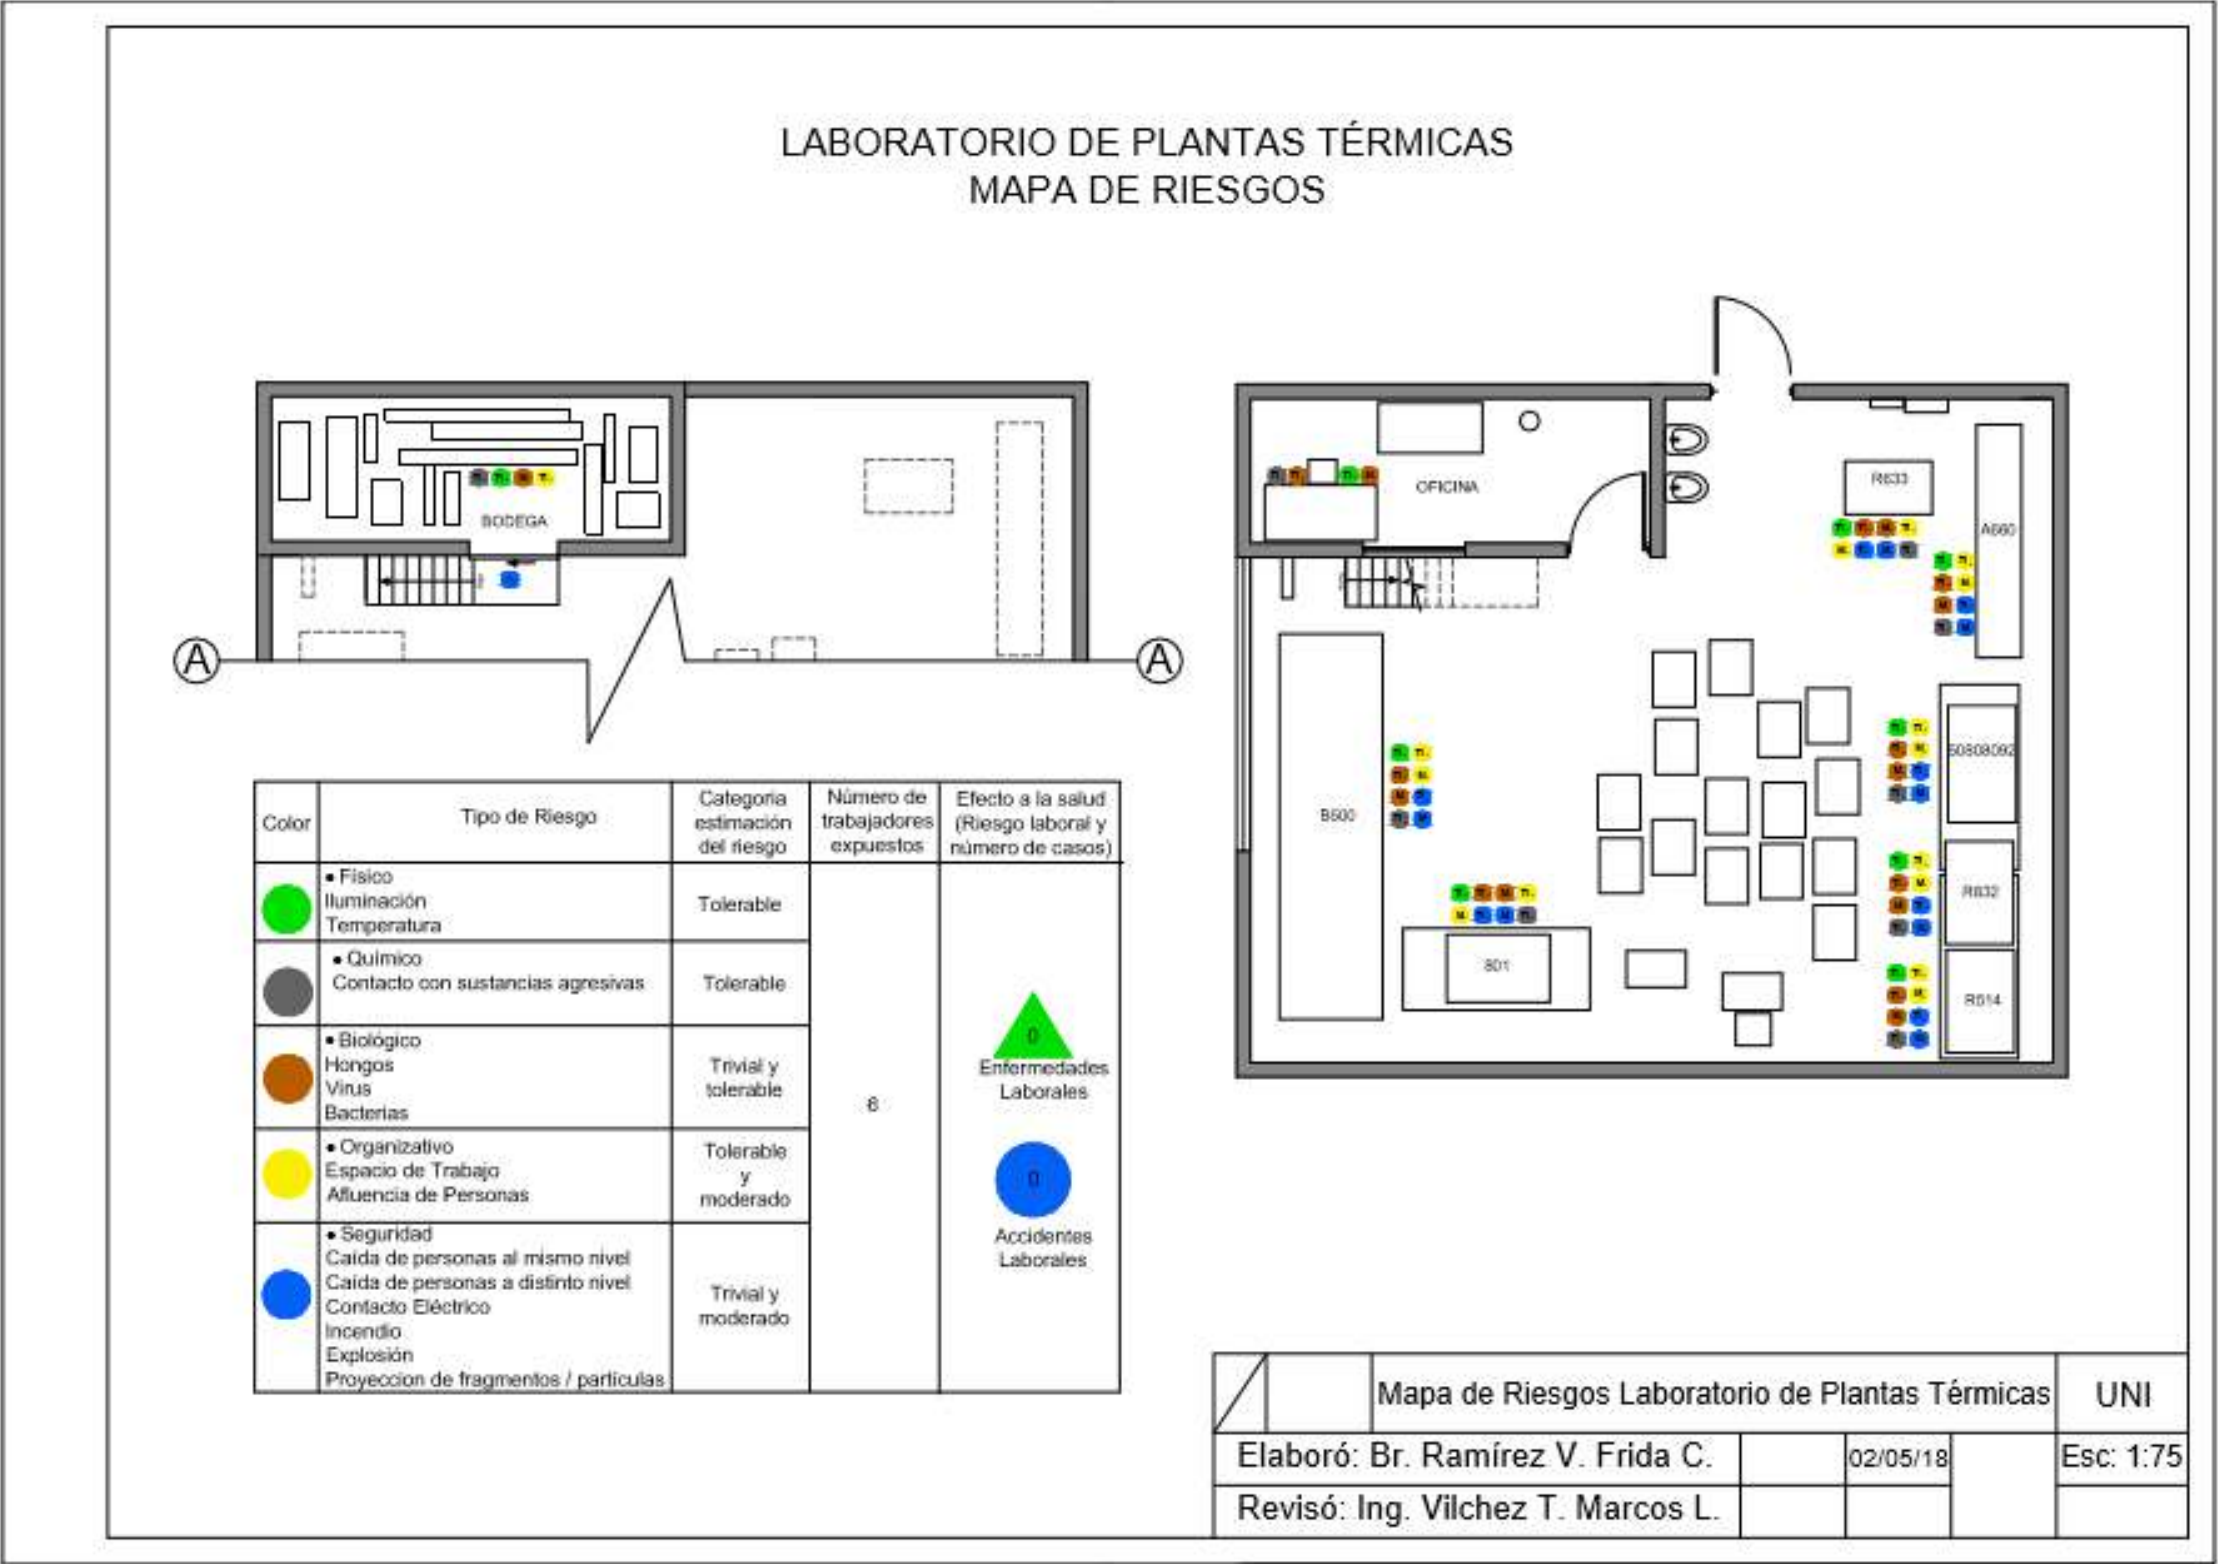 LABORATORIO DE PLANTAS TÉRMICAS
MAPA DE RIESGOS
BODEGA
A
A
OFICINA
R633
A660
B500
50808092
R632
R514
801
Color
Tipo de Riesgo
Categoria
estimación
del riesgo
Número de
trabajadores
expuestos
Efecto a la salud
(Riesgo laboral y
número de casos)
• Físico
Iluminación
Temperatura
Tolerable
• Químico
Contacto con sustancias agresivas
Tolerable
• Biológico
Hongos
Virus
Bacterias
Trivial y
tolerable
• Organizativo
Espacio de Trabajo
Afluencia de Personas
Tolerable
y
moderado
• Seguridad
Caída de personas al mismo nivel
Caída de personas a distinto nivel
Contacto Eléctrico
Incendio
Explosión
Proyeccion de fragmentos / particulas
Trivial y
moderado
6
0
Enfermedades
Laborales
0
Accidentes
Laborales
Mapa de Riesgos Laboratorio de Plantas Térmicas
UNI
Elaboró: Br. Ramírez V. Frida C.
02/05/18
Esc: 1:75
Revisó: Ing. Vilchez T. Marcos L.